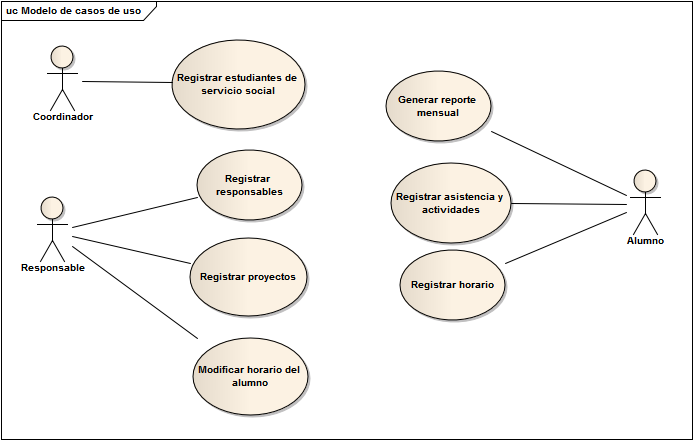 uc Modelo de casos de uso
Coordinador
Registrar estudiantes de
servicio social
Responsable
Registrar
responsables
Registrar proyectos
Modificar horario del
alumno
Generar reporte
mensual
Registrar asistencia y
actividades
Registrar horario
Alumno